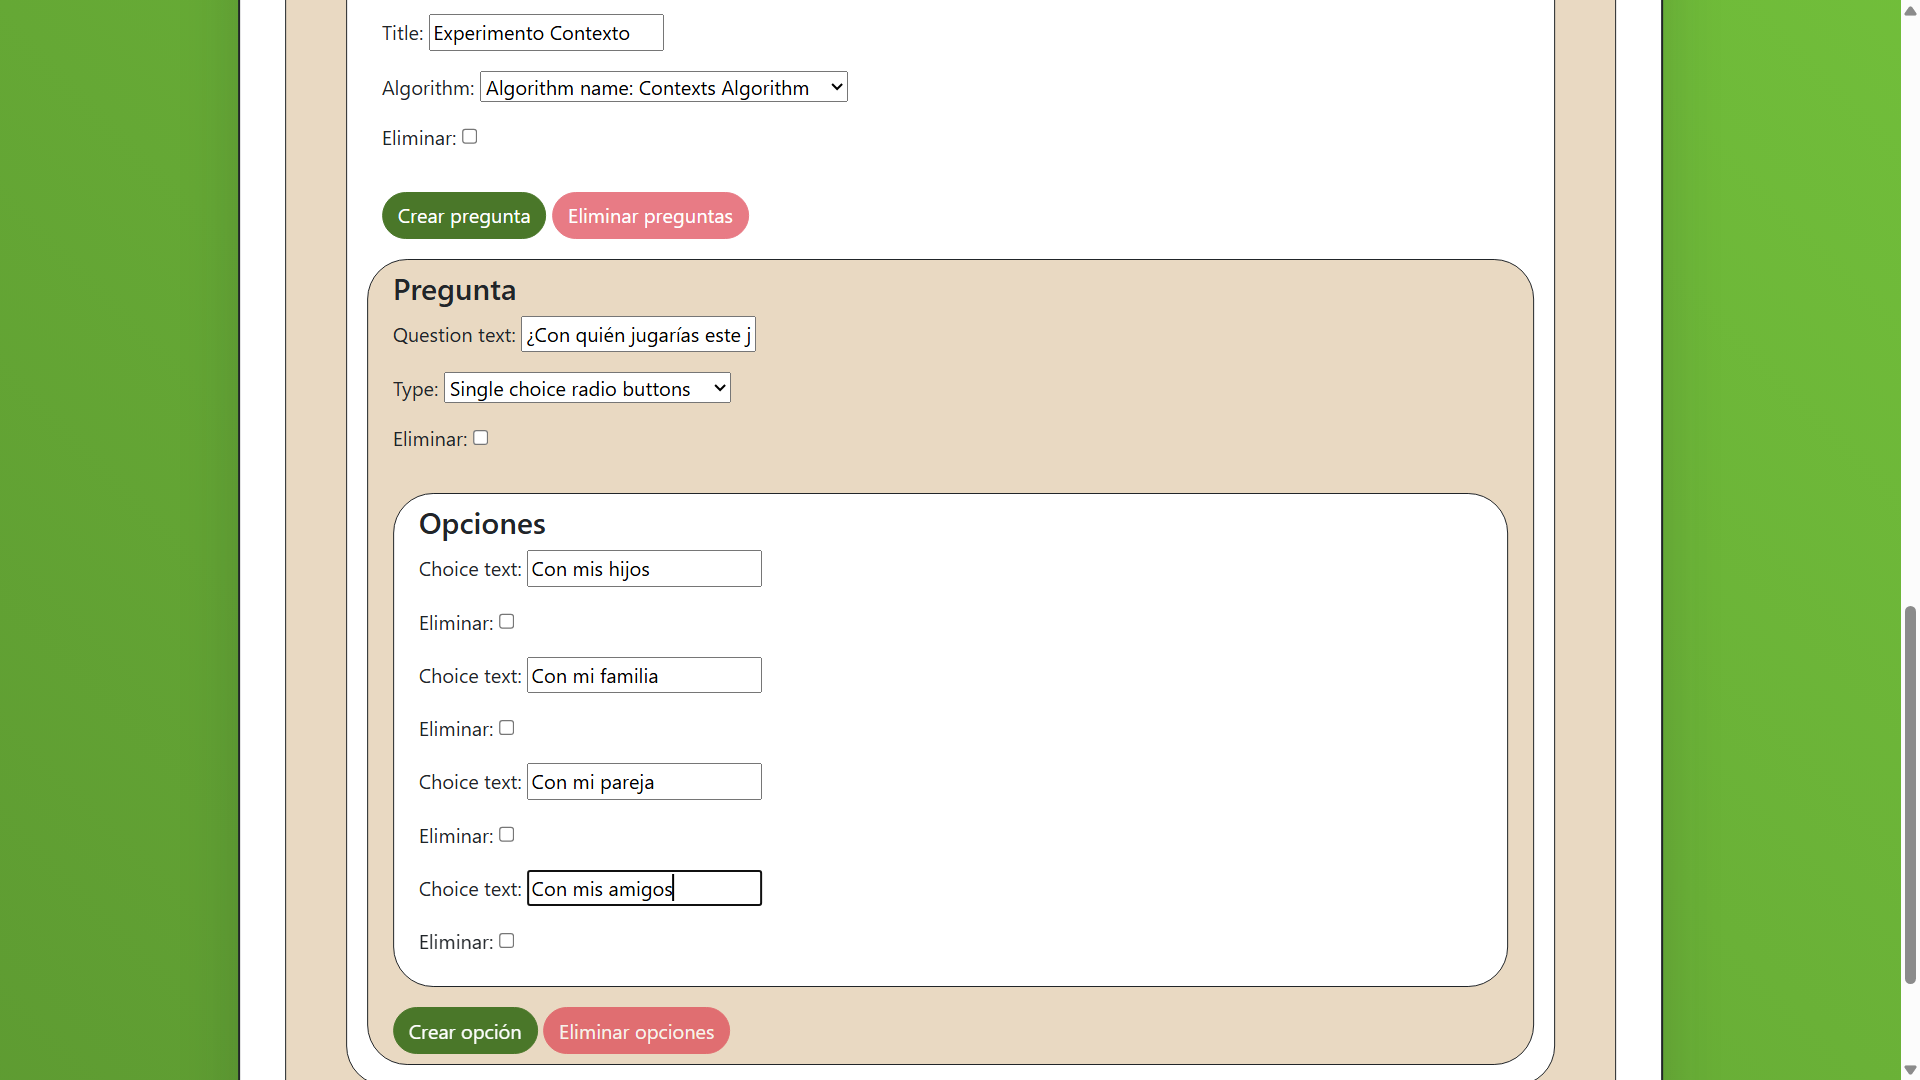 Title: Experimento Contexto
Algorithm: Algorithm name: Contexts Algorithm
Eliminar:
Crear pregunta Eliminar preguntas
Pregunta
Question text: ¿Con quién jugarías este j
Type: Single choice radio buttons
Eliminar:
Opciones
Choice text: Con mis hijos
Eliminar:
Choice text: Con mi familia
Eliminar:
Choice text: Con mi pareja
Eliminar:
Choice text: Con mis amigos
Eliminar:
Crear opción Eliminar opciones